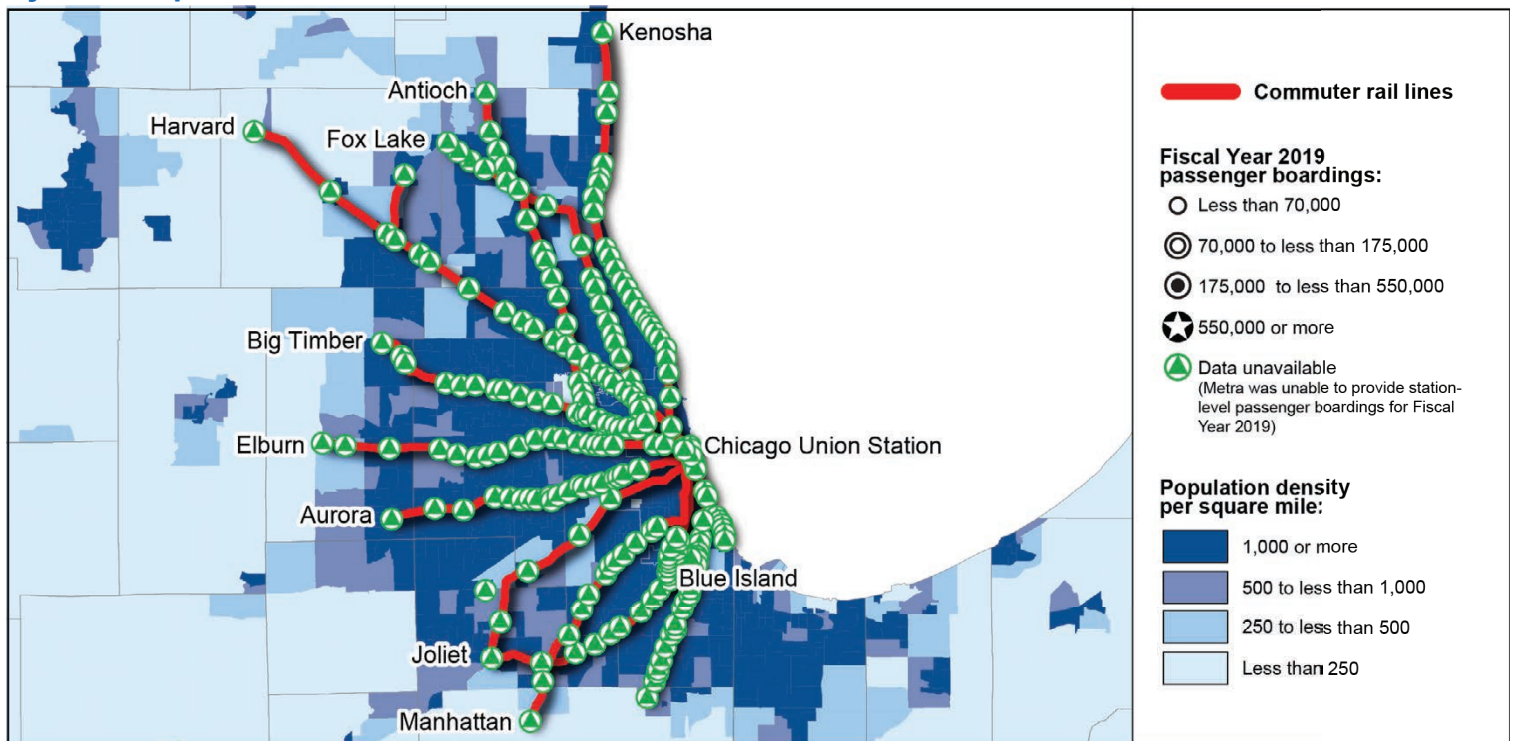 Kenosha
Antioch
Harvard
Fox Lake
Big Timber
Elburn
Chicago Union Station
Aurora
Blue Island
Joliet
Manhattan
Commuter rail lines
Fiscal Year 2019
passenger boardings:
Less than 70,000
70,000 to less than 175,000
175,000 to less than 550,000
550,000 or more
Data unavailable
(Metra was unable to provide station-
level passenger boardings for Fiscal
Year 2019)
Population density
per square mile:
1,000 or more
500 to less than 1,000
250 to less than 500
Less than 250